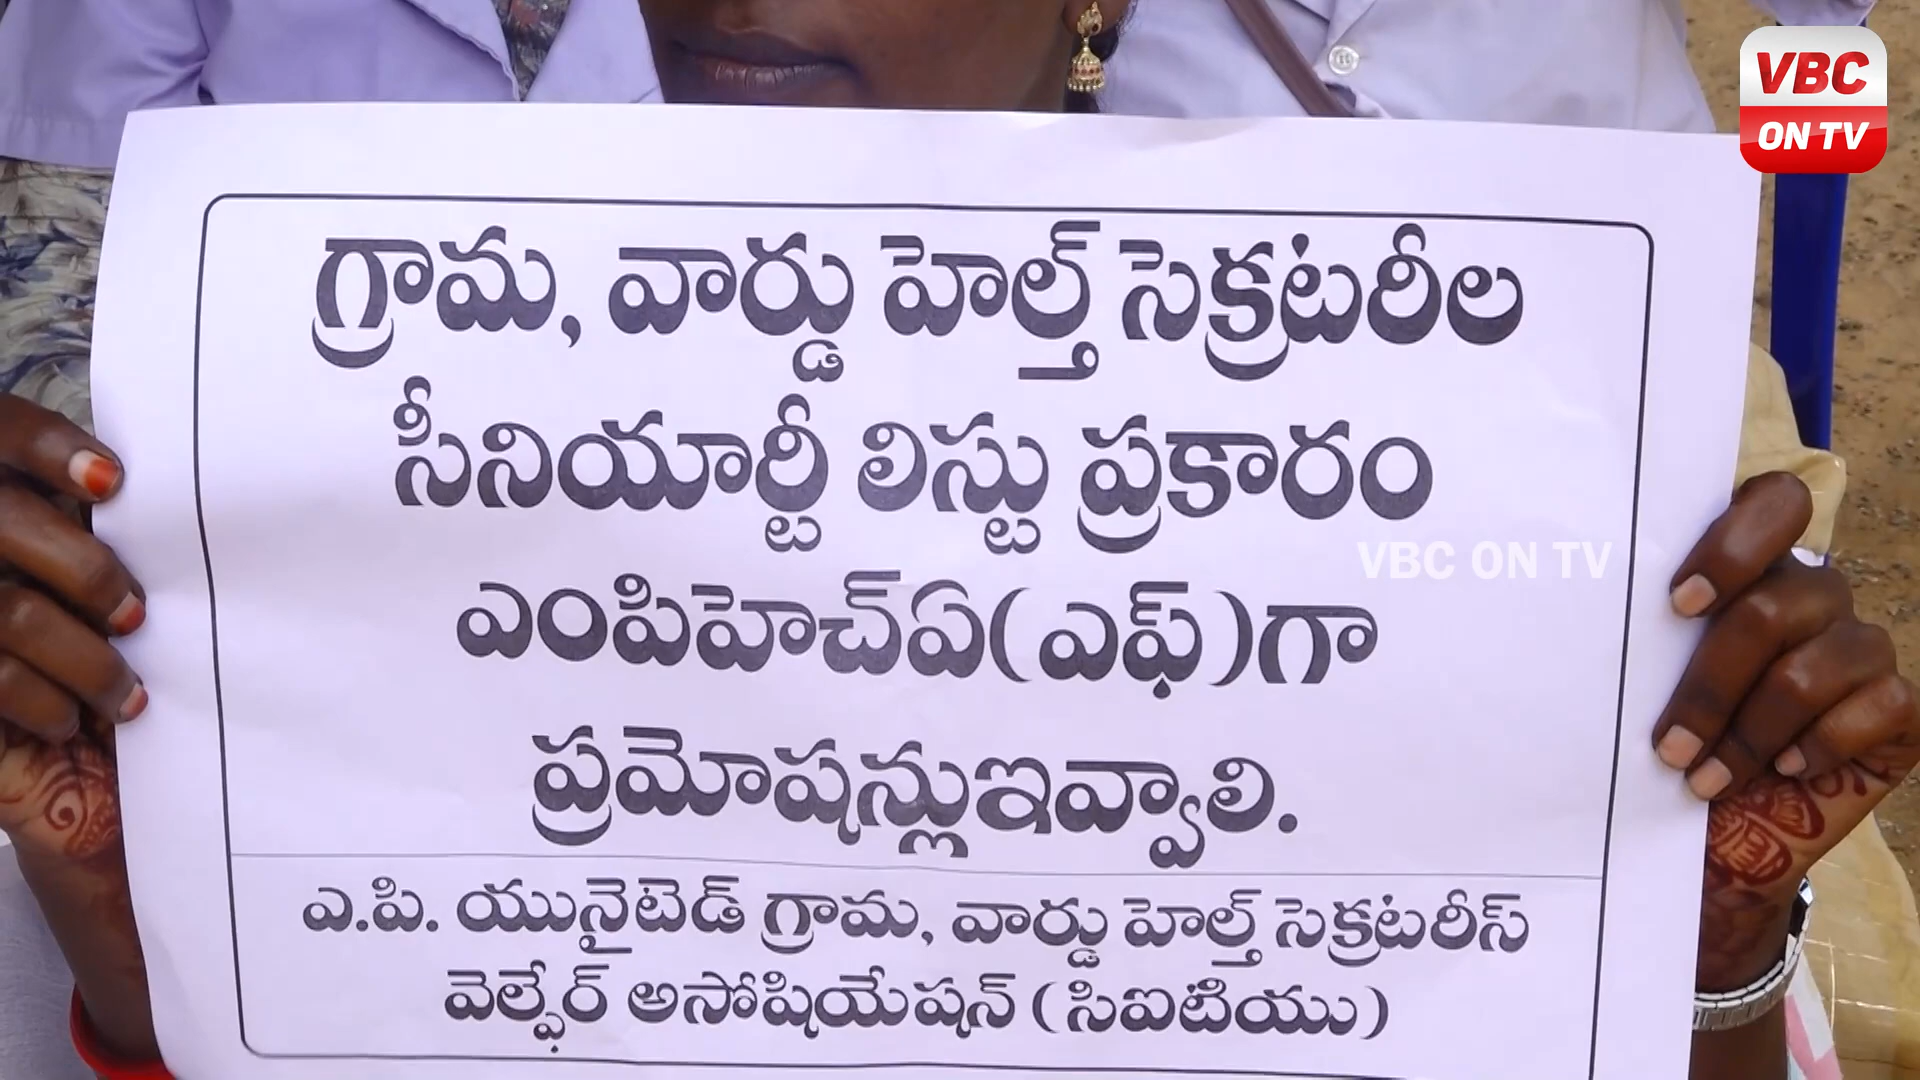 VBC
ON TV
గ్రామ, వార్డు హెల్త్ సెక్రటరీల
సీనియార్టీ లిస్టు ప్రకారం
VBC ON TV
ఎంపిహెచ్ఏ(ఎఫ్)గా
ప్రమోషన్లుఇవ్వాలి.
ఎ.పి. యునైటెడ్ గ్రామ, వార్డు హెల్త్ సెక్రటరీస్
వెల్ఫేర్ అసోషియేషన్ (సిఐటియు)